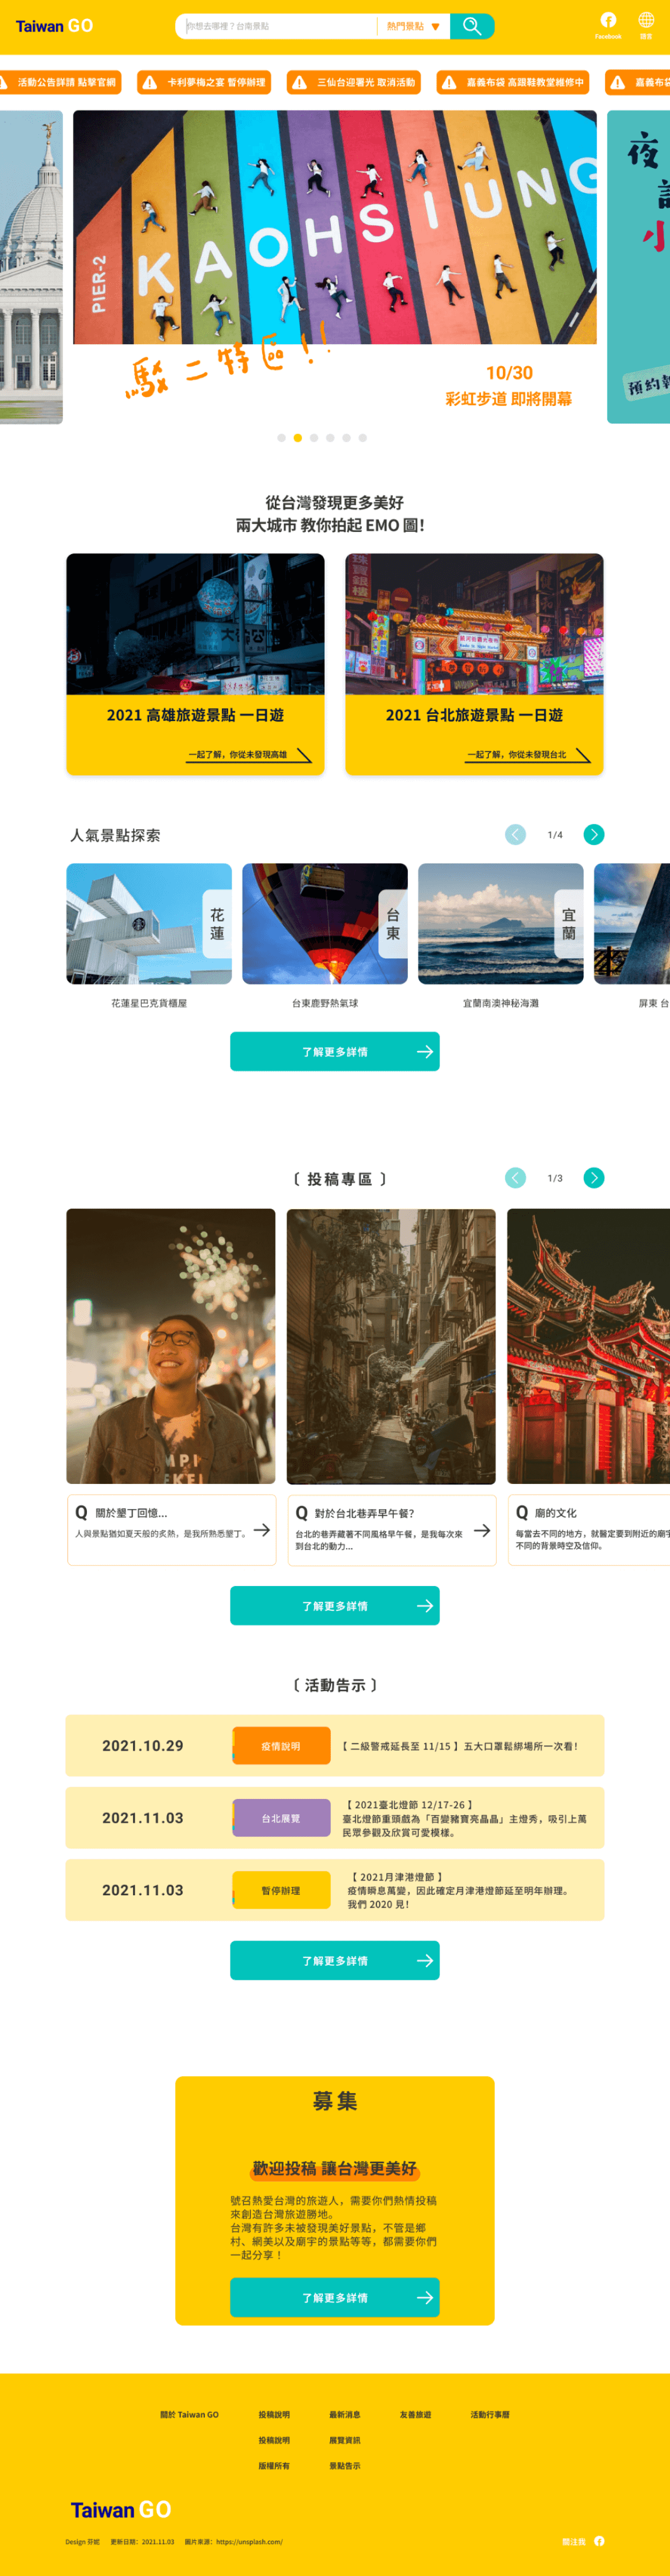 Taiwan GO
你想去哪裡？台南景點
熱門景點
Facebook
語言
活動公告詳請 點擊官網
卡利夢梅之宴 暫停辦理
三仙台迎署光 取消活動
嘉義布袋 高跟鞋教堂維修中
嘉義布袋
PIER-2
KAOHSIUNG
駁二特區!!
10/30
彩虹步道 即將開幕
夜
小
預約
從台灣發現更多美好
兩大城市 教你拍起 EMO 圖!
2021 高雄旅遊景點 一日遊
一起了解，你從未發現高雄
2021 台北旅遊景點 一日遊
一起了解，你從未發現台北
人氣景點探索
1/4
花蓮
台東
宜蘭
花蓮星巴克貨櫃屋
台東鹿野熱氣球
宜蘭南澳神秘海灘
屏東 台
了解更多詳情
〔 投稿專區 〕
1/3
Q 關於墾丁回憶...
人與景點猶如夏天般的炙熱，是我所熟悉墾丁。
Q 對於台北巷弄早午餐?
台北的巷弄藏著不同風格早午餐，是我每次來
到台北的動力...
Q 廟的文化
每當去不同的地方，就醫定要到附近的廟宇
不同的背景時空及信仰。
了解更多詳情
〔 活動告示 〕
2021.10.29
疫情說明
【 二級警戒延長至 11/15 】五大口罩鬆綁場所一次看!
2021.11.03
台北展覽
【 2021臺北燈節 12/17-26 】
臺北燈節重頭戲為「百變豬寶亮晶晶」主燈秀，吸引上萬
民眾參觀及欣賞可愛模樣。
2021.11.03
暫停辦理
【 2021月津港燈節 】
疫情瞬息萬變，因此確定月津港燈節延至明年辦理。
我們 2020 見!
了解更多詳情
募集
歡迎投稿 讓台灣更美好
號召熱愛台灣的旅遊人，需要你們熱情投稿
來創造台灣旅遊勝地。
台灣有許多未被發現美好景點，不管是鄉
村、網美以及廟宇的景點等等，都需要你們
一起分享！
了解更多詳情
關於 Taiwan GO
投稿說明
最新消息
友善旅遊
活動行事曆
投稿說明
展覽資訊
版權所有
景點告示
Taiwan GO
Design 芬妮
更新日期：2021.11.03
圖片來源：https://unsplash.com/
關注我